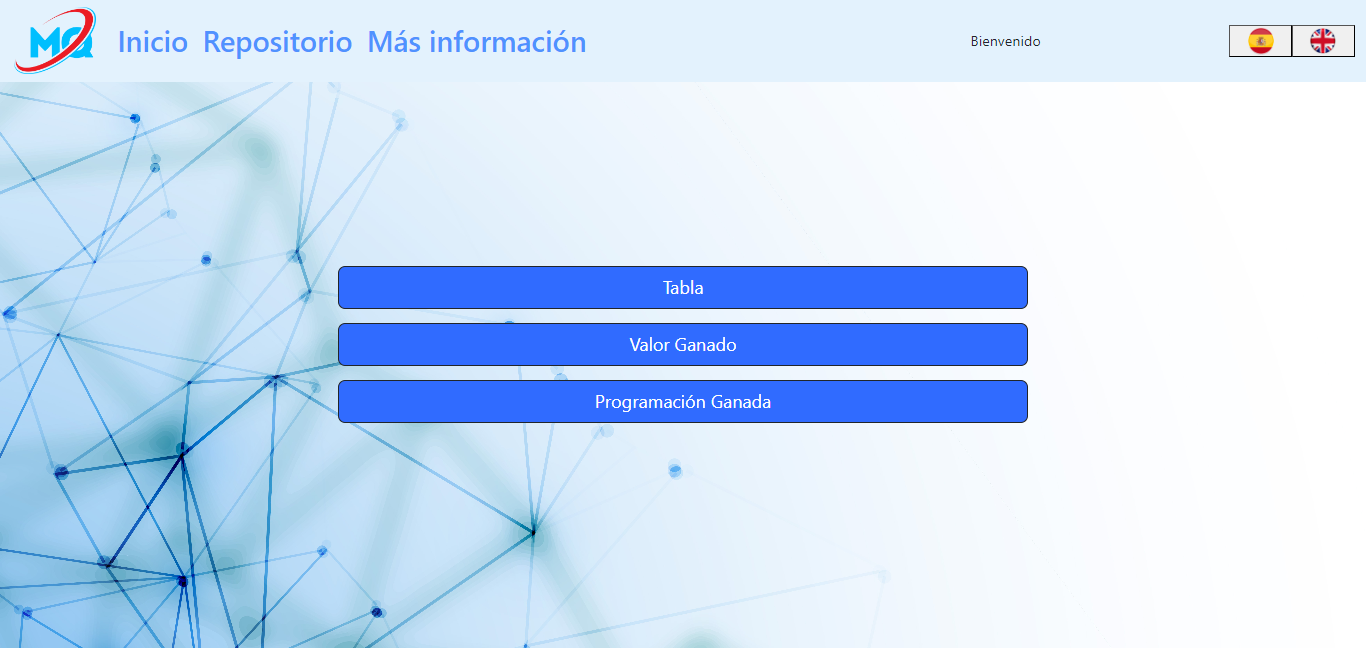 MQ
Inicio Repositorio Más información
Bienvenido
Tabla
Valor Ganado
Programación Ganada